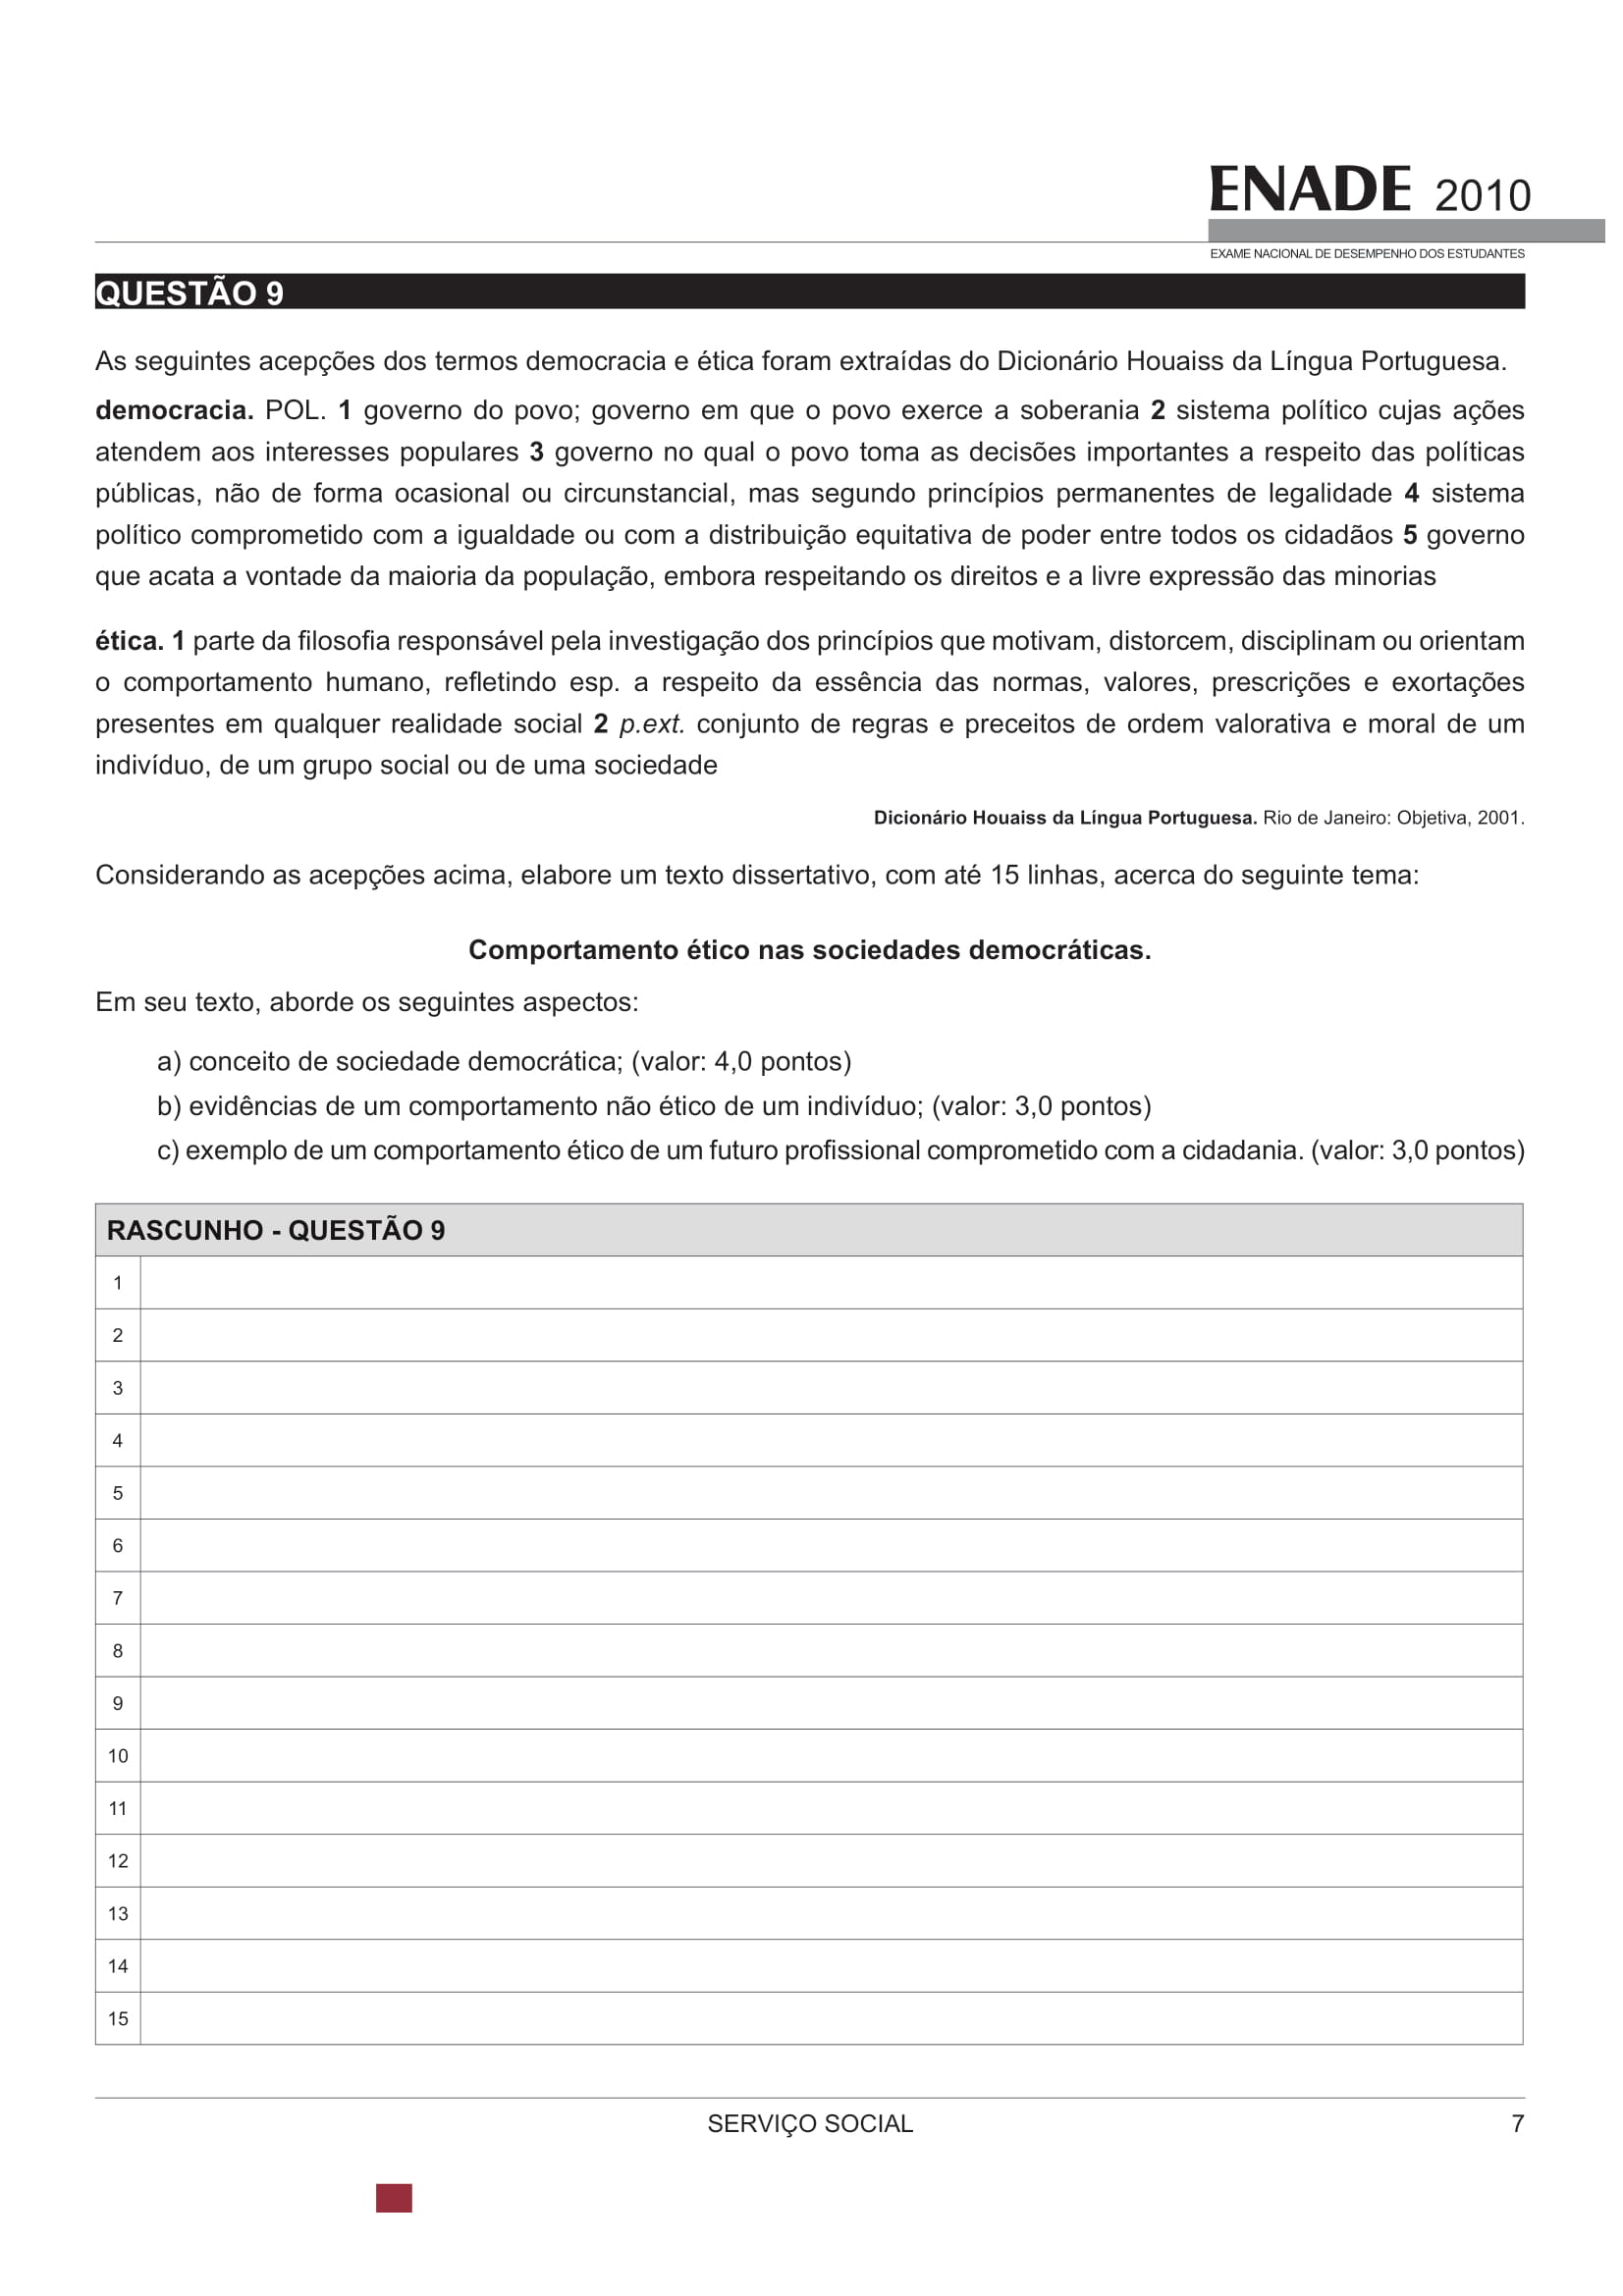 ENADE 2010
EXAME NACIONAL DE DESEMPENHO DOS ESTUDANTES
QUESTÃO 9
As seguintes acepções dos termos democracia e ética foram extraídas do Dicionário Houaiss da Língua Portuguesa.
democracia. POL. 1 governo do povo; governo em que o povo exerce a soberania 2 sistema político cujas ações
atendem aos interesses populares 3 governo no qual o povo toma as decisões importantes a respeito das políticas
públicas, não de forma ocasional ou circunstancial, mas segundo princípios permanentes de legalidade 4 sistema
político comprometido com a igualdade ou com a distribuição equitativa de poder entre todos os cidadãos 5 governo
que acata a vontade da maioria da população, embora respeitando os direitos e a livre expressão das minorias
ética. 1 parte da filosofia responsável pela investigação dos princípios que motivam, distorcem, disciplinam ou orientam
o comportamento humano, refletindo esp. a respeito da essência das normas, valores, prescrições e exortações
presentes em qualquer realidade social 2 p.ext. conjunto de regras e preceitos de ordem valorativa e moral de um
indivíduo, de um grupo social ou de uma sociedade
Dicionário Houaiss da Língua Portuguesa. Rio de Janeiro: Objetiva, 2001.
Considerando as acepções acima, elabore um texto dissertativo, com até 15 linhas, acerca do seguinte tema:
Comportamento ético nas sociedades democráticas.
Em seu texto, aborde os seguintes aspectos:
a) conceito de sociedade democrática; (valor: 4,0 pontos)
b) evidências de um comportamento não ético de um indivíduo; (valor: 3,0 pontos)
c) exemplo de um comportamento ético de um futuro profissional comprometido com a cidadania. (valor: 3,0 pontos)
RASCUNHO - QUESTÃO 9
1
2
3
4
5
6
7
8
9
10
11
12
13
14
15
SERVIÇO SOCIAL 7